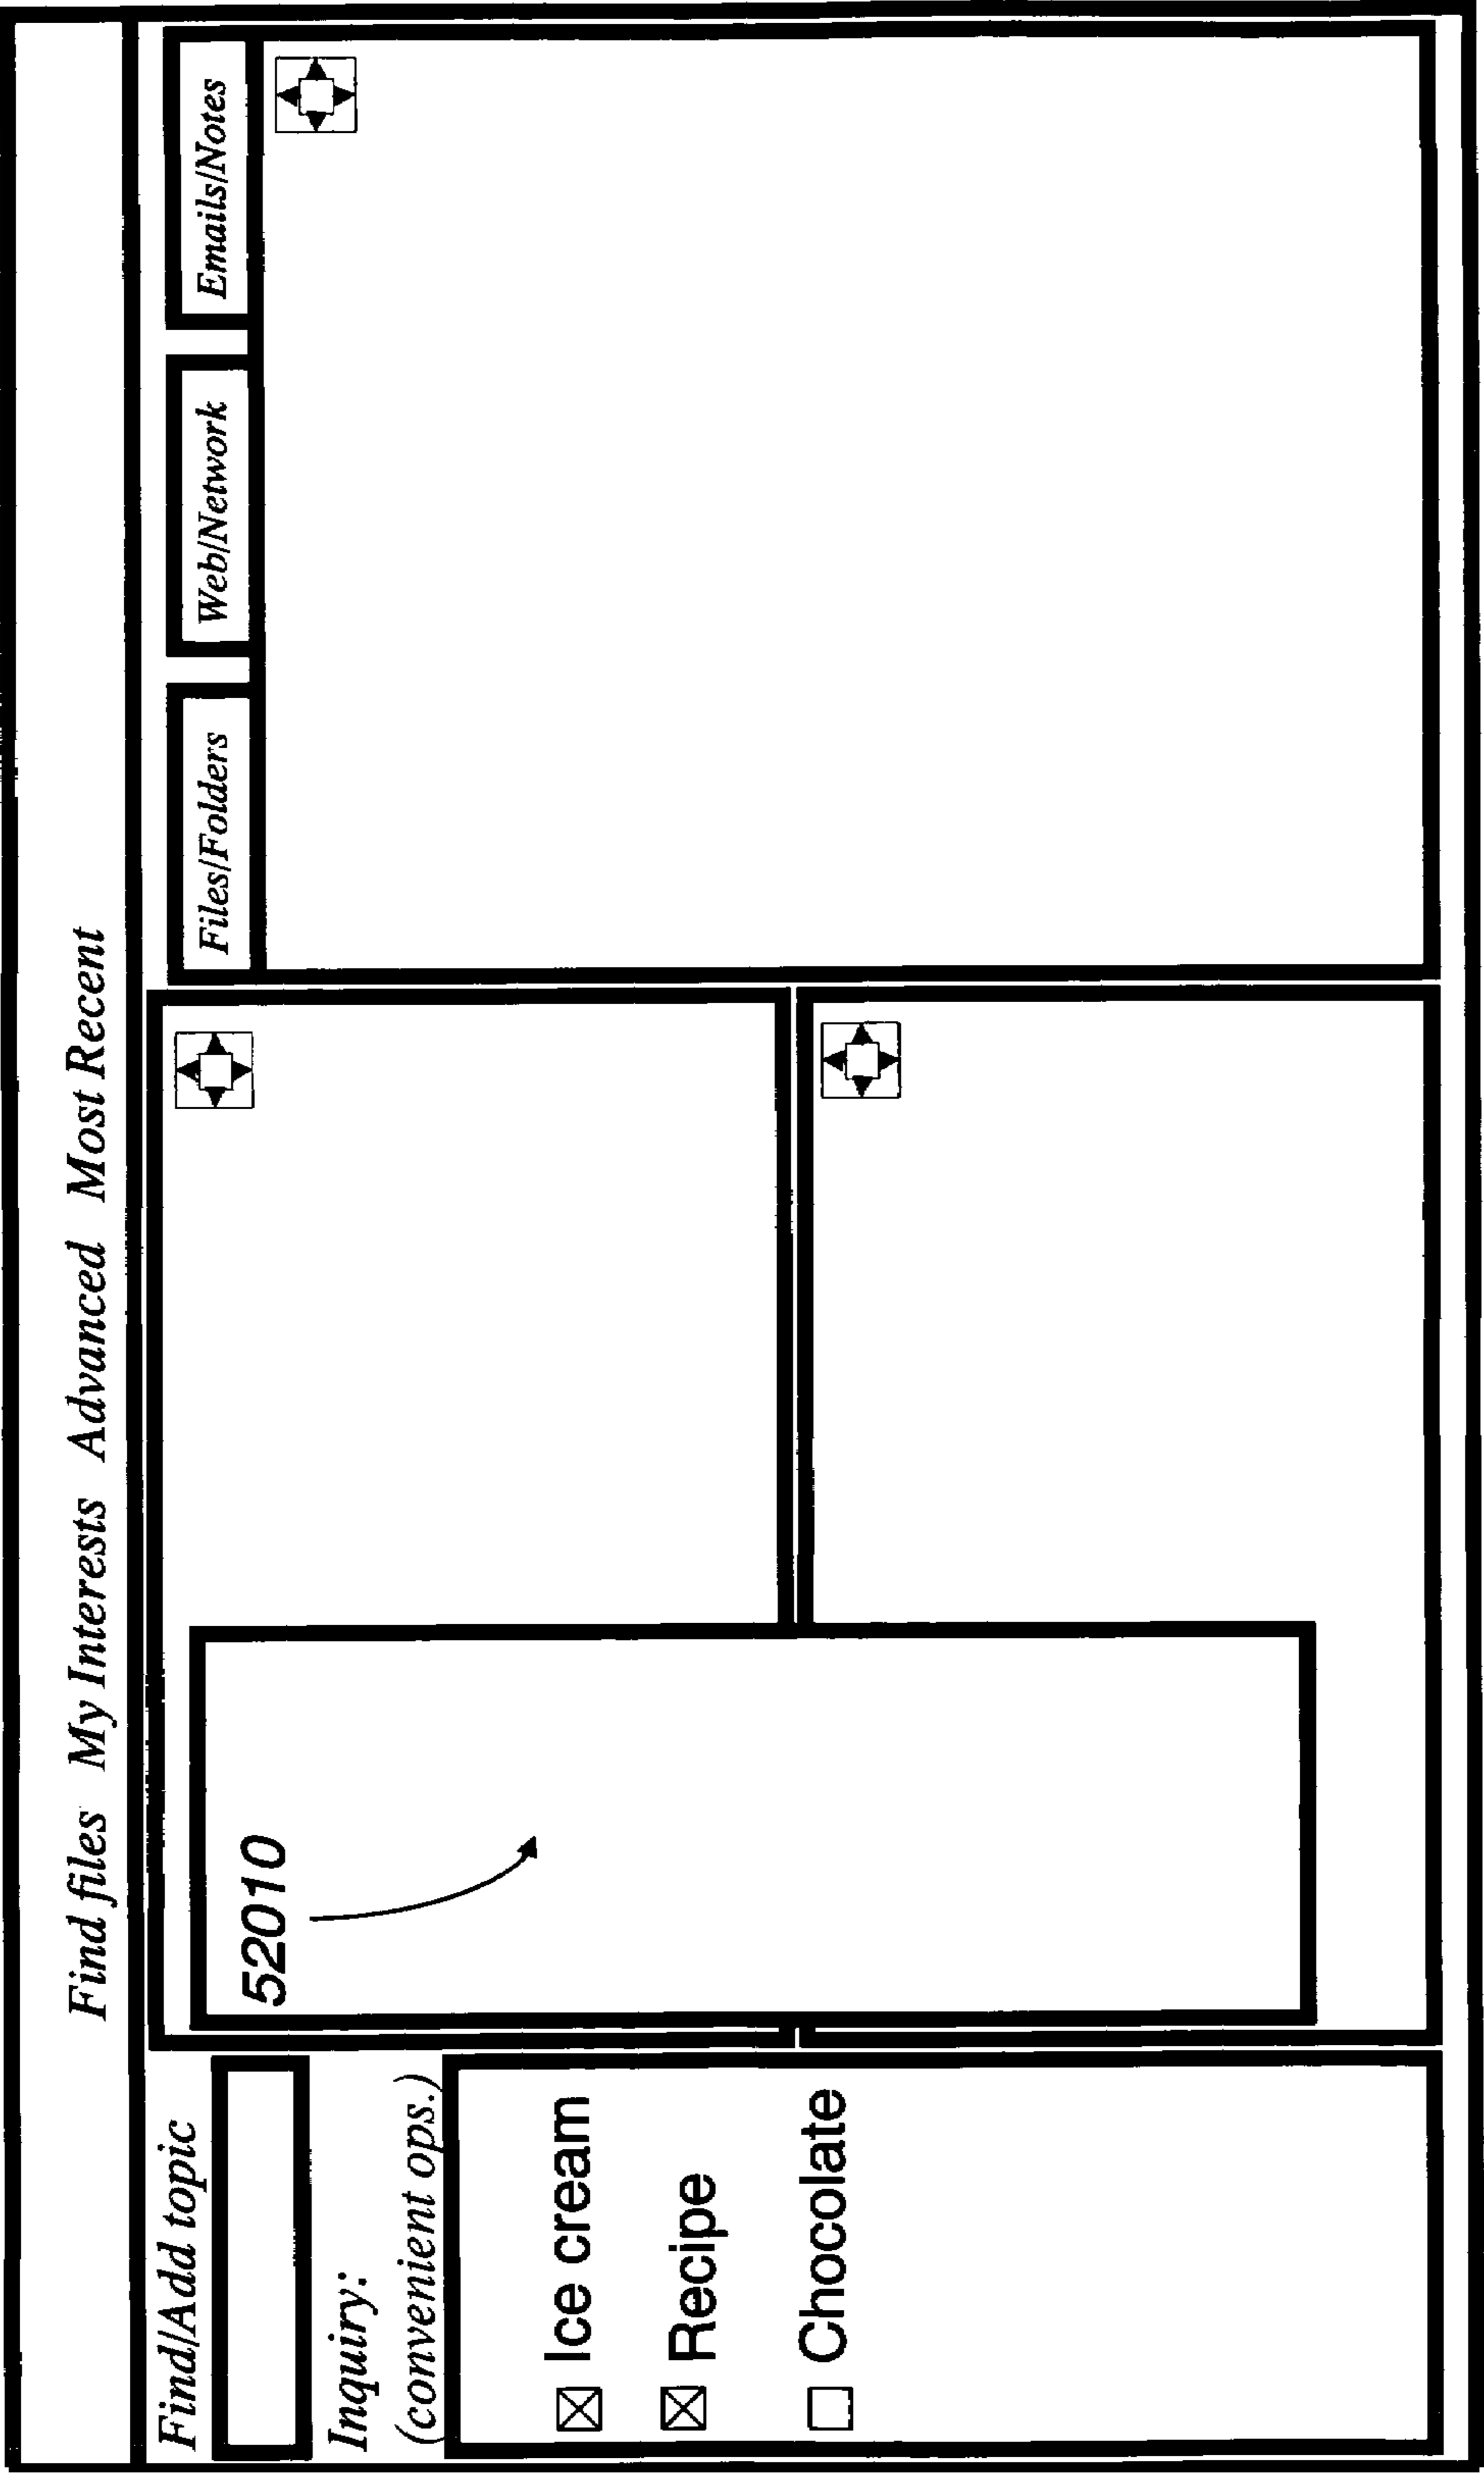 Find files My Interests Advanced Most Recent
Find/Add topic
Inquiry:
(convenient ops.)
Ice cream
Recipe
Chocolate
52010
Files/Folders
Web/Network
Emails/Notes